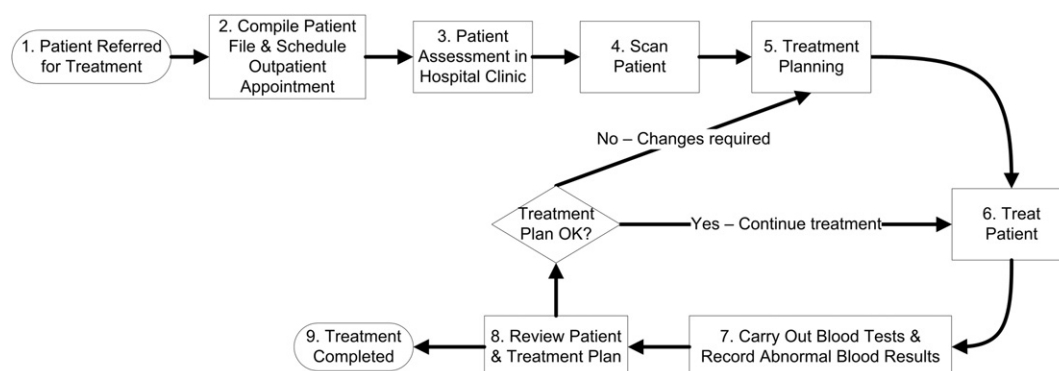 1. Patient Referred
for Treatment
2. Compile Patient
File & Schedule
Outpatient
Appointment
3. Patient
Assessment in
Hospital Clinic
4. Scan
Patient
5. Treatment
Planning
No – Changes required
Treatment
Plan OK?
Yes – Continue treatment
6. Treat
Patient
7. Carry Out Blood Tests &
Record Abnormal Blood Results
8. Review Patient
& Treatment Plan
9. Treatment
Completed